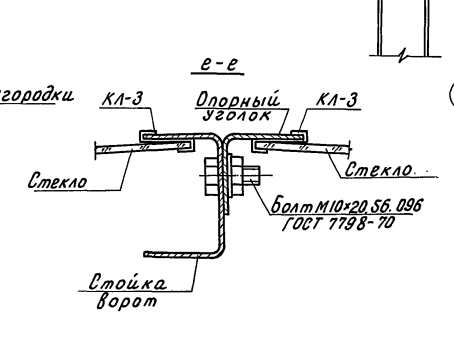 е-е
городки
КЛ-3
Опорный
уголок
КЛ-3
Стекло
Стекло
Болт М10×20.56.096
ГОСТ 7798-70
Стойка
ворот